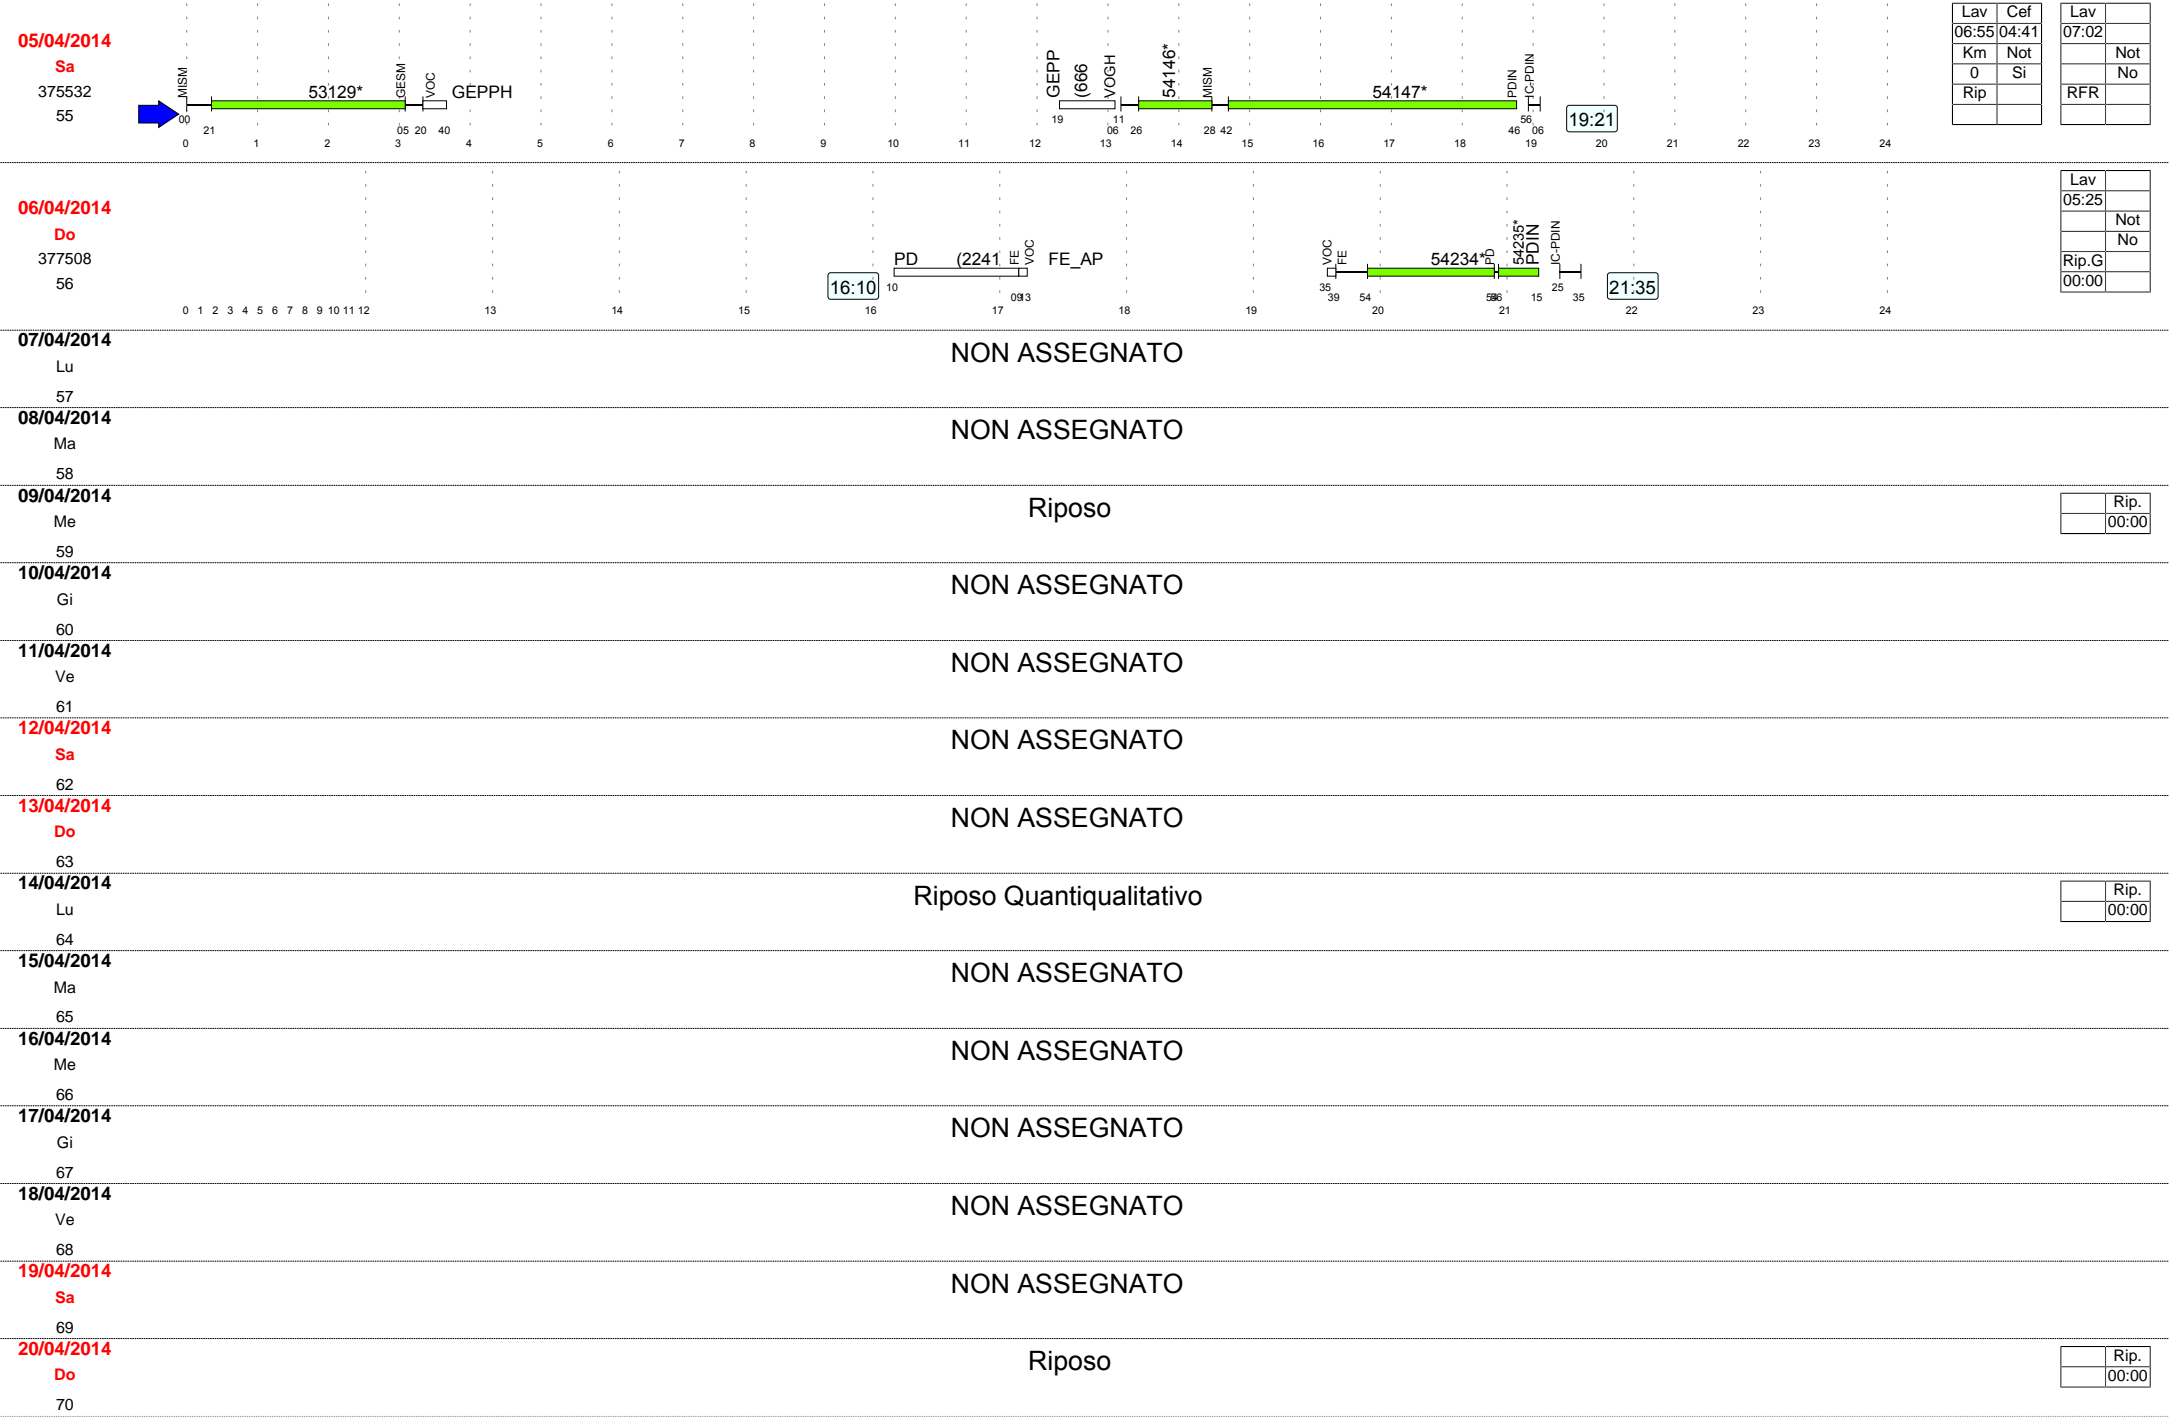 05/04/2014
Sa
375532
55
MISM 53129* GESM VOC GEPPH GEPP (666 VOGH 54146* MISM 54147* PDIN IC-PDIN
00 21 05 20 40 19 06 11 26 28 42 46 56 06
19:21
0 1 2 3 4 5 6 7 8 9 10 11 12 13 14 15 16 17 18 19 20 21 22 23 24
Lav Cef
06:55 04:41
Km Not
0 Si
Rip
Lav
07:02
Not
No
RFR
06/04/2014
Do
377508
56
16:10
PD (2241 FE VOC FE_AP VOC FE 54234* PD 54235* PDIN IC-PDIN
10 09 13 35 39 54 54 56 15 25 35
21:35
0 1 2 3 4 5 6 7 8 9 10 11 12 13 14 15 16 17 18 19 20 21 22 23 24
Lav
05:25
Not
No
Rip.G
00:00
07/04/2014
Lu
57
NON ASSEGNATO
08/04/2014
Ma
58
NON ASSEGNATO
09/04/2014
Me
59
Riposo
Rip.
00:00
10/04/2014
Gi
60
NON ASSEGNATO
11/04/2014
Ve
61
NON ASSEGNATO
12/04/2014
Sa
62
NON ASSEGNATO
13/04/2014
Do
63
NON ASSEGNATO
14/04/2014
Lu
64
Riposo Quantiqualitativo
Rip.
00:00
15/04/2014
Ma
65
NON ASSEGNATO
16/04/2014
Me
66
NON ASSEGNATO
17/04/2014
Gi
67
NON ASSEGNATO
18/04/2014
Ve
68
NON ASSEGNATO
19/04/2014
Sa
69
NON ASSEGNATO
20/04/2014
Do
70
Riposo
Rip.
00:00